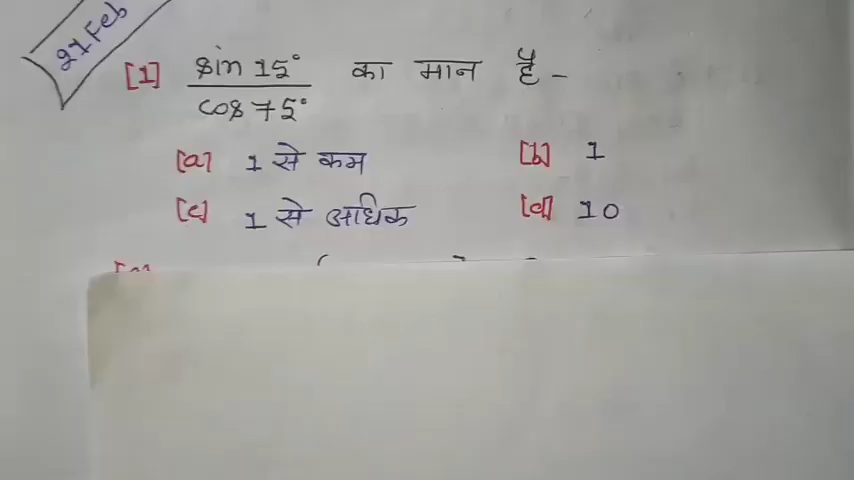 27 Feb
[1] sin 15° / cos 75° का मान है -
[a] 1 से कम [b] 1
[c] 1 से अधिक [d] 10